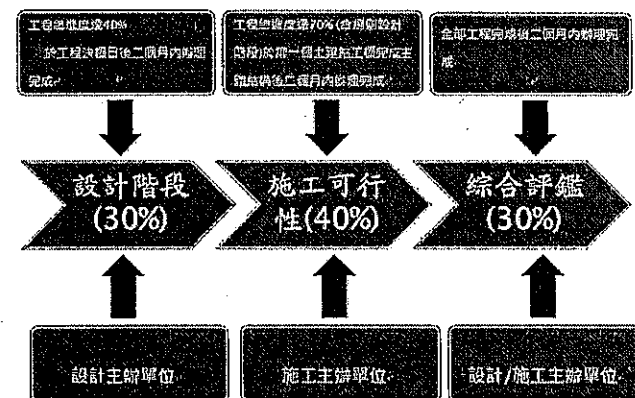 工程總進度達40%
於工程決標日後二個月內辦理
完成
工程總進度達70%(含規劃設計
階段)於第一個土建施工標完成主
體結構後二個月內辦理完成
全部工程完成後二個月內辦理完
成
設計階段
(30%)
施工可行
性(40%)
綜合評鑑
(30%)
設計主辦單位
施工主辦單位
設計/施工主辦單位